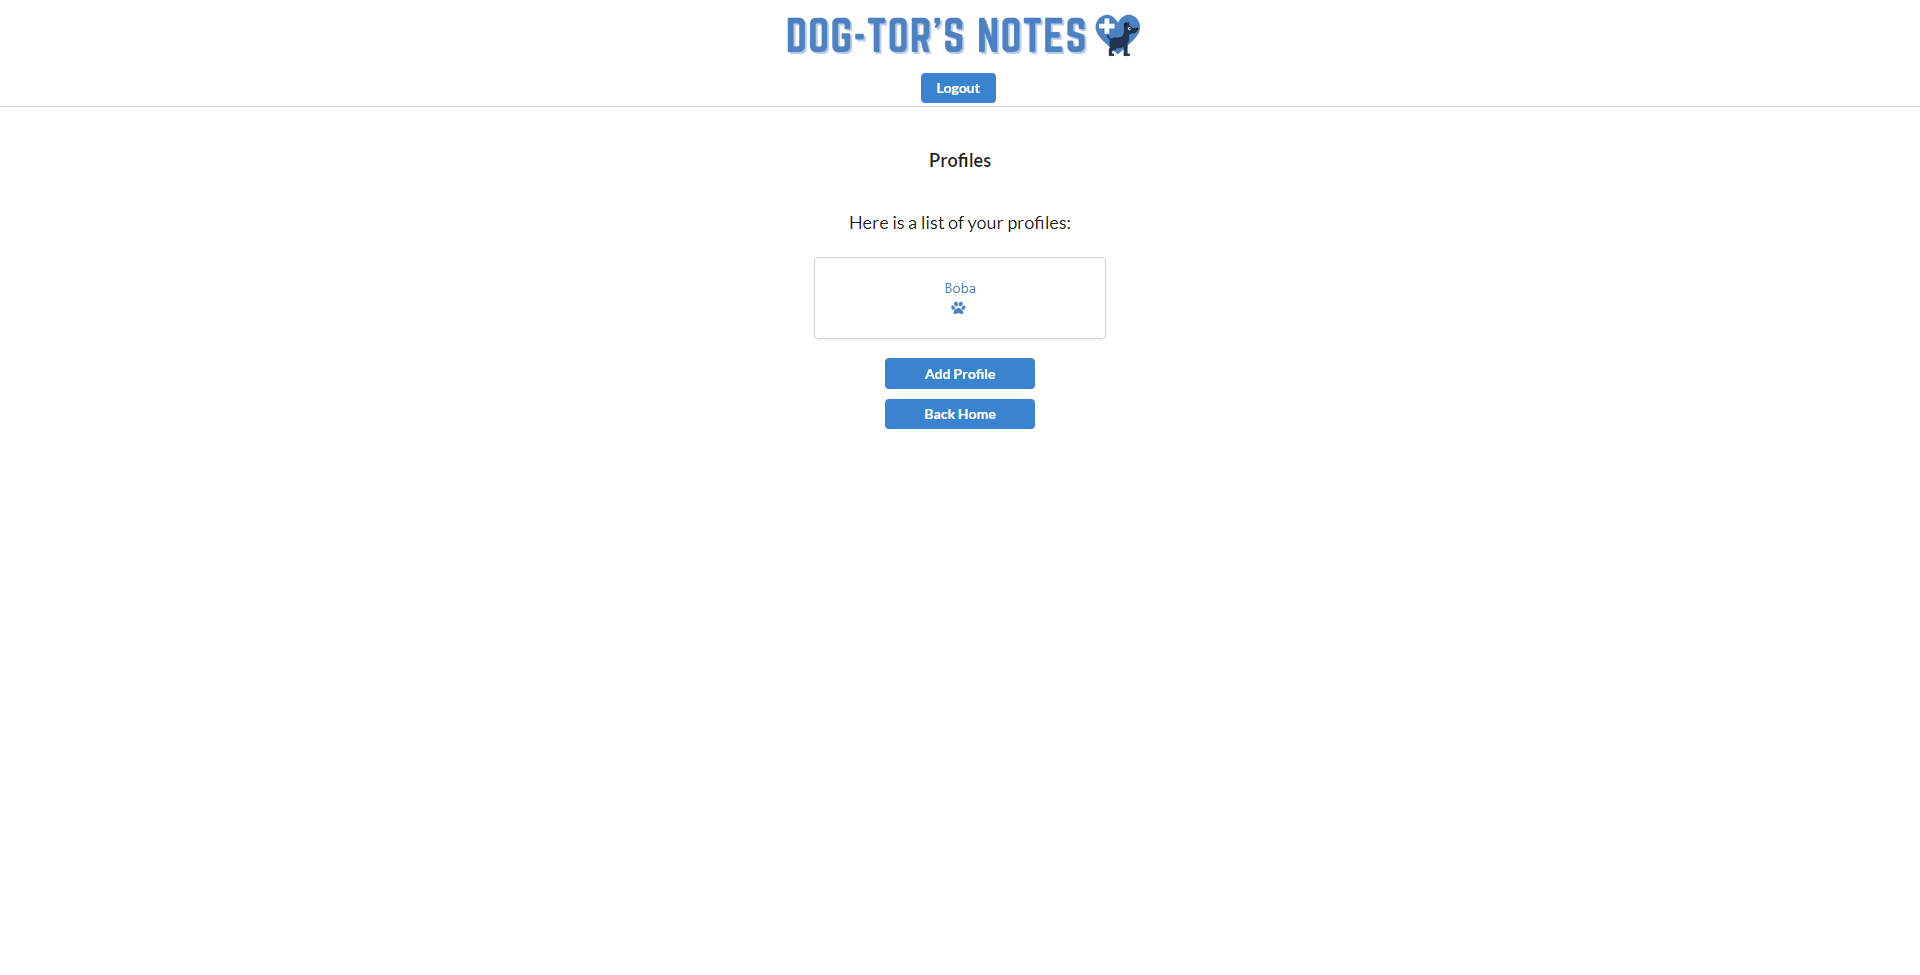 DOG-TOR'S NOTES
Logout
Profiles
Here is a list of your profiles:
Boba
Add Profile
Back Home